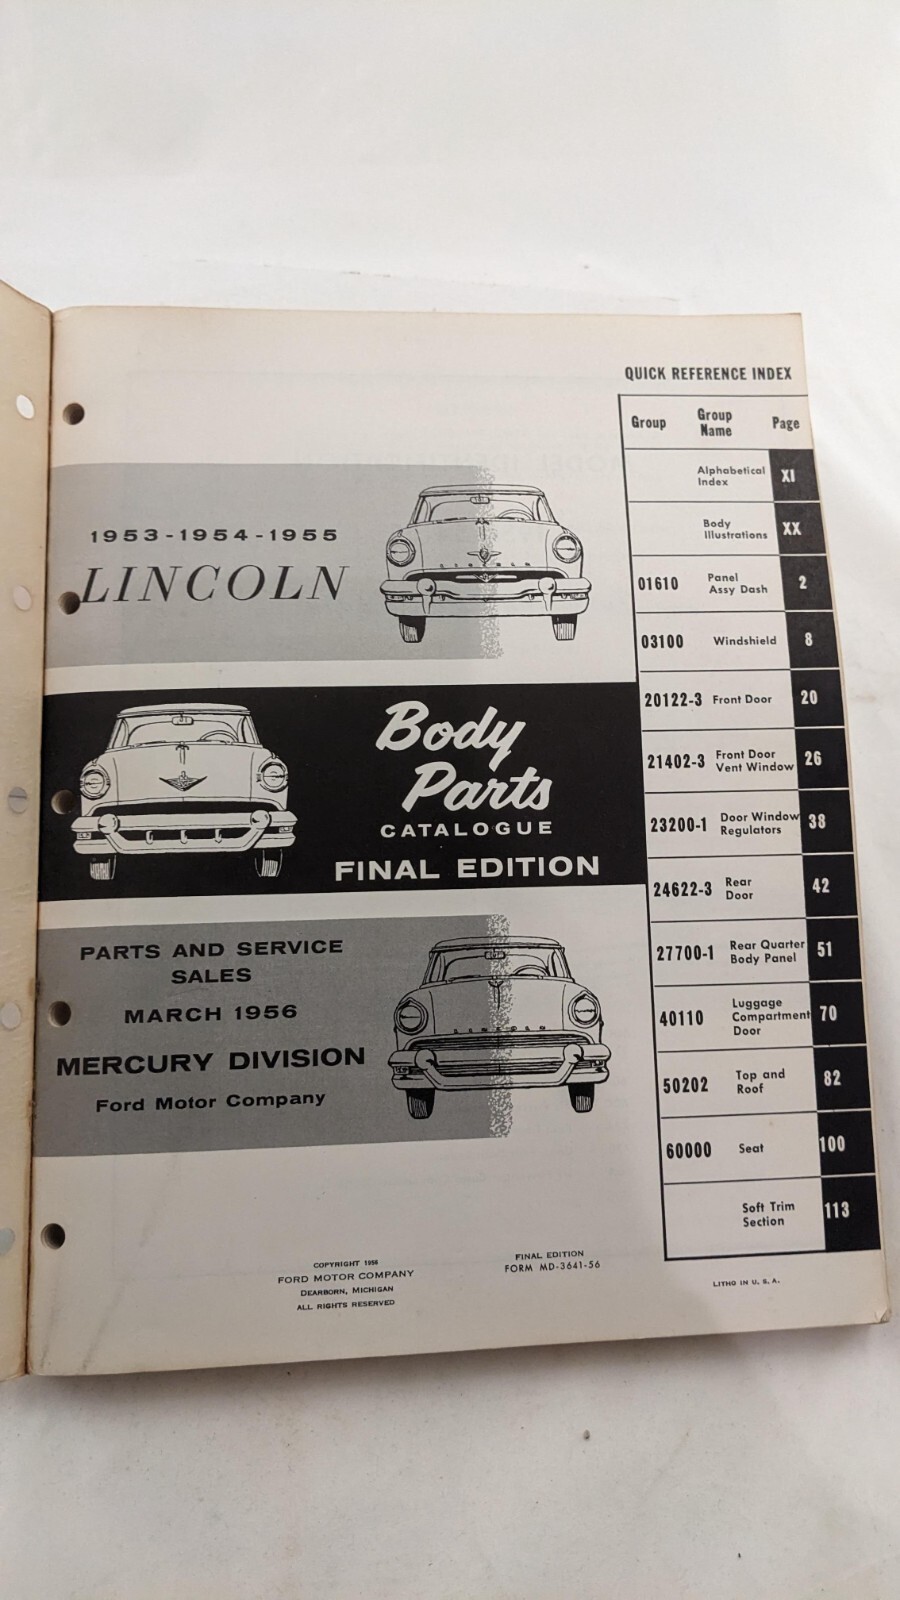 1953-1954-1955
LINCOLN
LINCOLN
Body
Parts
CATALOGUE
FINAL EDITION
PARTS AND SERVICE
SALES
MARCH 1956
MERCURY DIVISION
Ford Motor Company
LINCOLN
COPYRIGHT 1956
FORD MOTOR COMPANY
DEARBORN, MICHIGAN
ALL RIGHTS RESERVED
FINAL EDITION
FORM MD-3641-56
QUICK REFERENCE INDEX
Group Group Name Page
Alphabetical Index XI
Body Illustrations XX
01610 Panel Assy Dash 2
03100 Windshield 8
20122-3 Front Door 20
21402-3 Front Door Vent Window 26
23200-1 Door Window Regulators 38
24622-3 Rear Door 42
27700-1 Rear Quarter Body Panel 51
40110 Luggage Compartment Door 70
50202 Top and Roof 82
60000 Seat 100
Soft Trim Section 113
LITHO IN U. S. A.